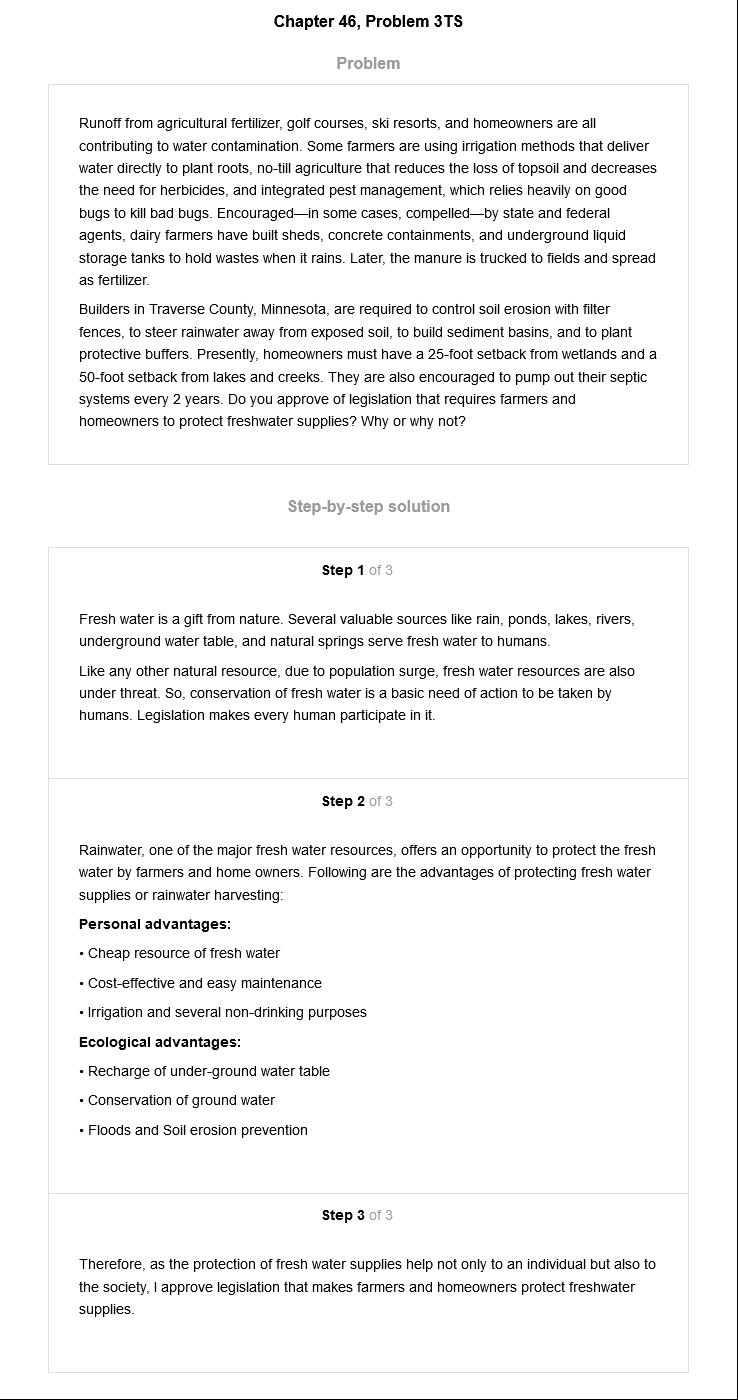 Chapter 46, Problem 3TS
Problem
Runoff from agricultural fertilizer, golf courses, ski resorts, and homeowners are all
contributing to water contamination. Some farmers are using irrigation methods that deliver
water directly to plant roots, no-till agriculture that reduces the loss of topsoil and decreases
the need for herbicides, and integrated pest management, which relies heavily on good
bugs to kill bad bugs. Encouraged—in some cases, compelled—by state and federal
agents, dairy farmers have built sheds, concrete containments, and underground liquid
storage tanks to hold wastes when it rains. Later, the manure is trucked to fields and spread
as fertilizer.
Builders in Traverse County, Minnesota, are required to control soil erosion with filter
fences, to steer rainwater away from exposed soil, to build sediment basins, and to plant
protective buffers. Presently, homeowners must have a 25-foot setback from wetlands and a
50-foot setback from lakes and creeks. They are also encouraged to pump out their septic
systems every 2 years. Do you approve of legislation that requires farmers and
homeowners to protect freshwater supplies? Why or why not?
Step-by-step solution
Step 1 of 3
Fresh water is a gift from nature. Several valuable sources like rain, ponds, lakes, rivers,
underground water table, and natural springs serve fresh water to humans.
Like any other natural resource, due to population surge, fresh water resources are also
under threat. So, conservation of fresh water is a basic need of action to be taken by
humans. Legislation makes every human participate in it.
Step 2 of 3
Rainwater, one of the major fresh water resources, offers an opportunity to protect the fresh
water by farmers and home owners. Following are the advantages of protecting fresh water
supplies or rainwater harvesting:
Personal advantages:
• Cheap resource of fresh water
• Cost-effective and easy maintenance
• Irrigation and several non-drinking purposes
Ecological advantages:
• Recharge of under-ground water table
• Conservation of ground water
• Floods and Soil erosion prevention
Step 3 of 3
Therefore, as the protection of fresh water supplies help not only to an individual but also to
the society, I approve legislation that makes farmers and homeowners protect freshwater
supplies.